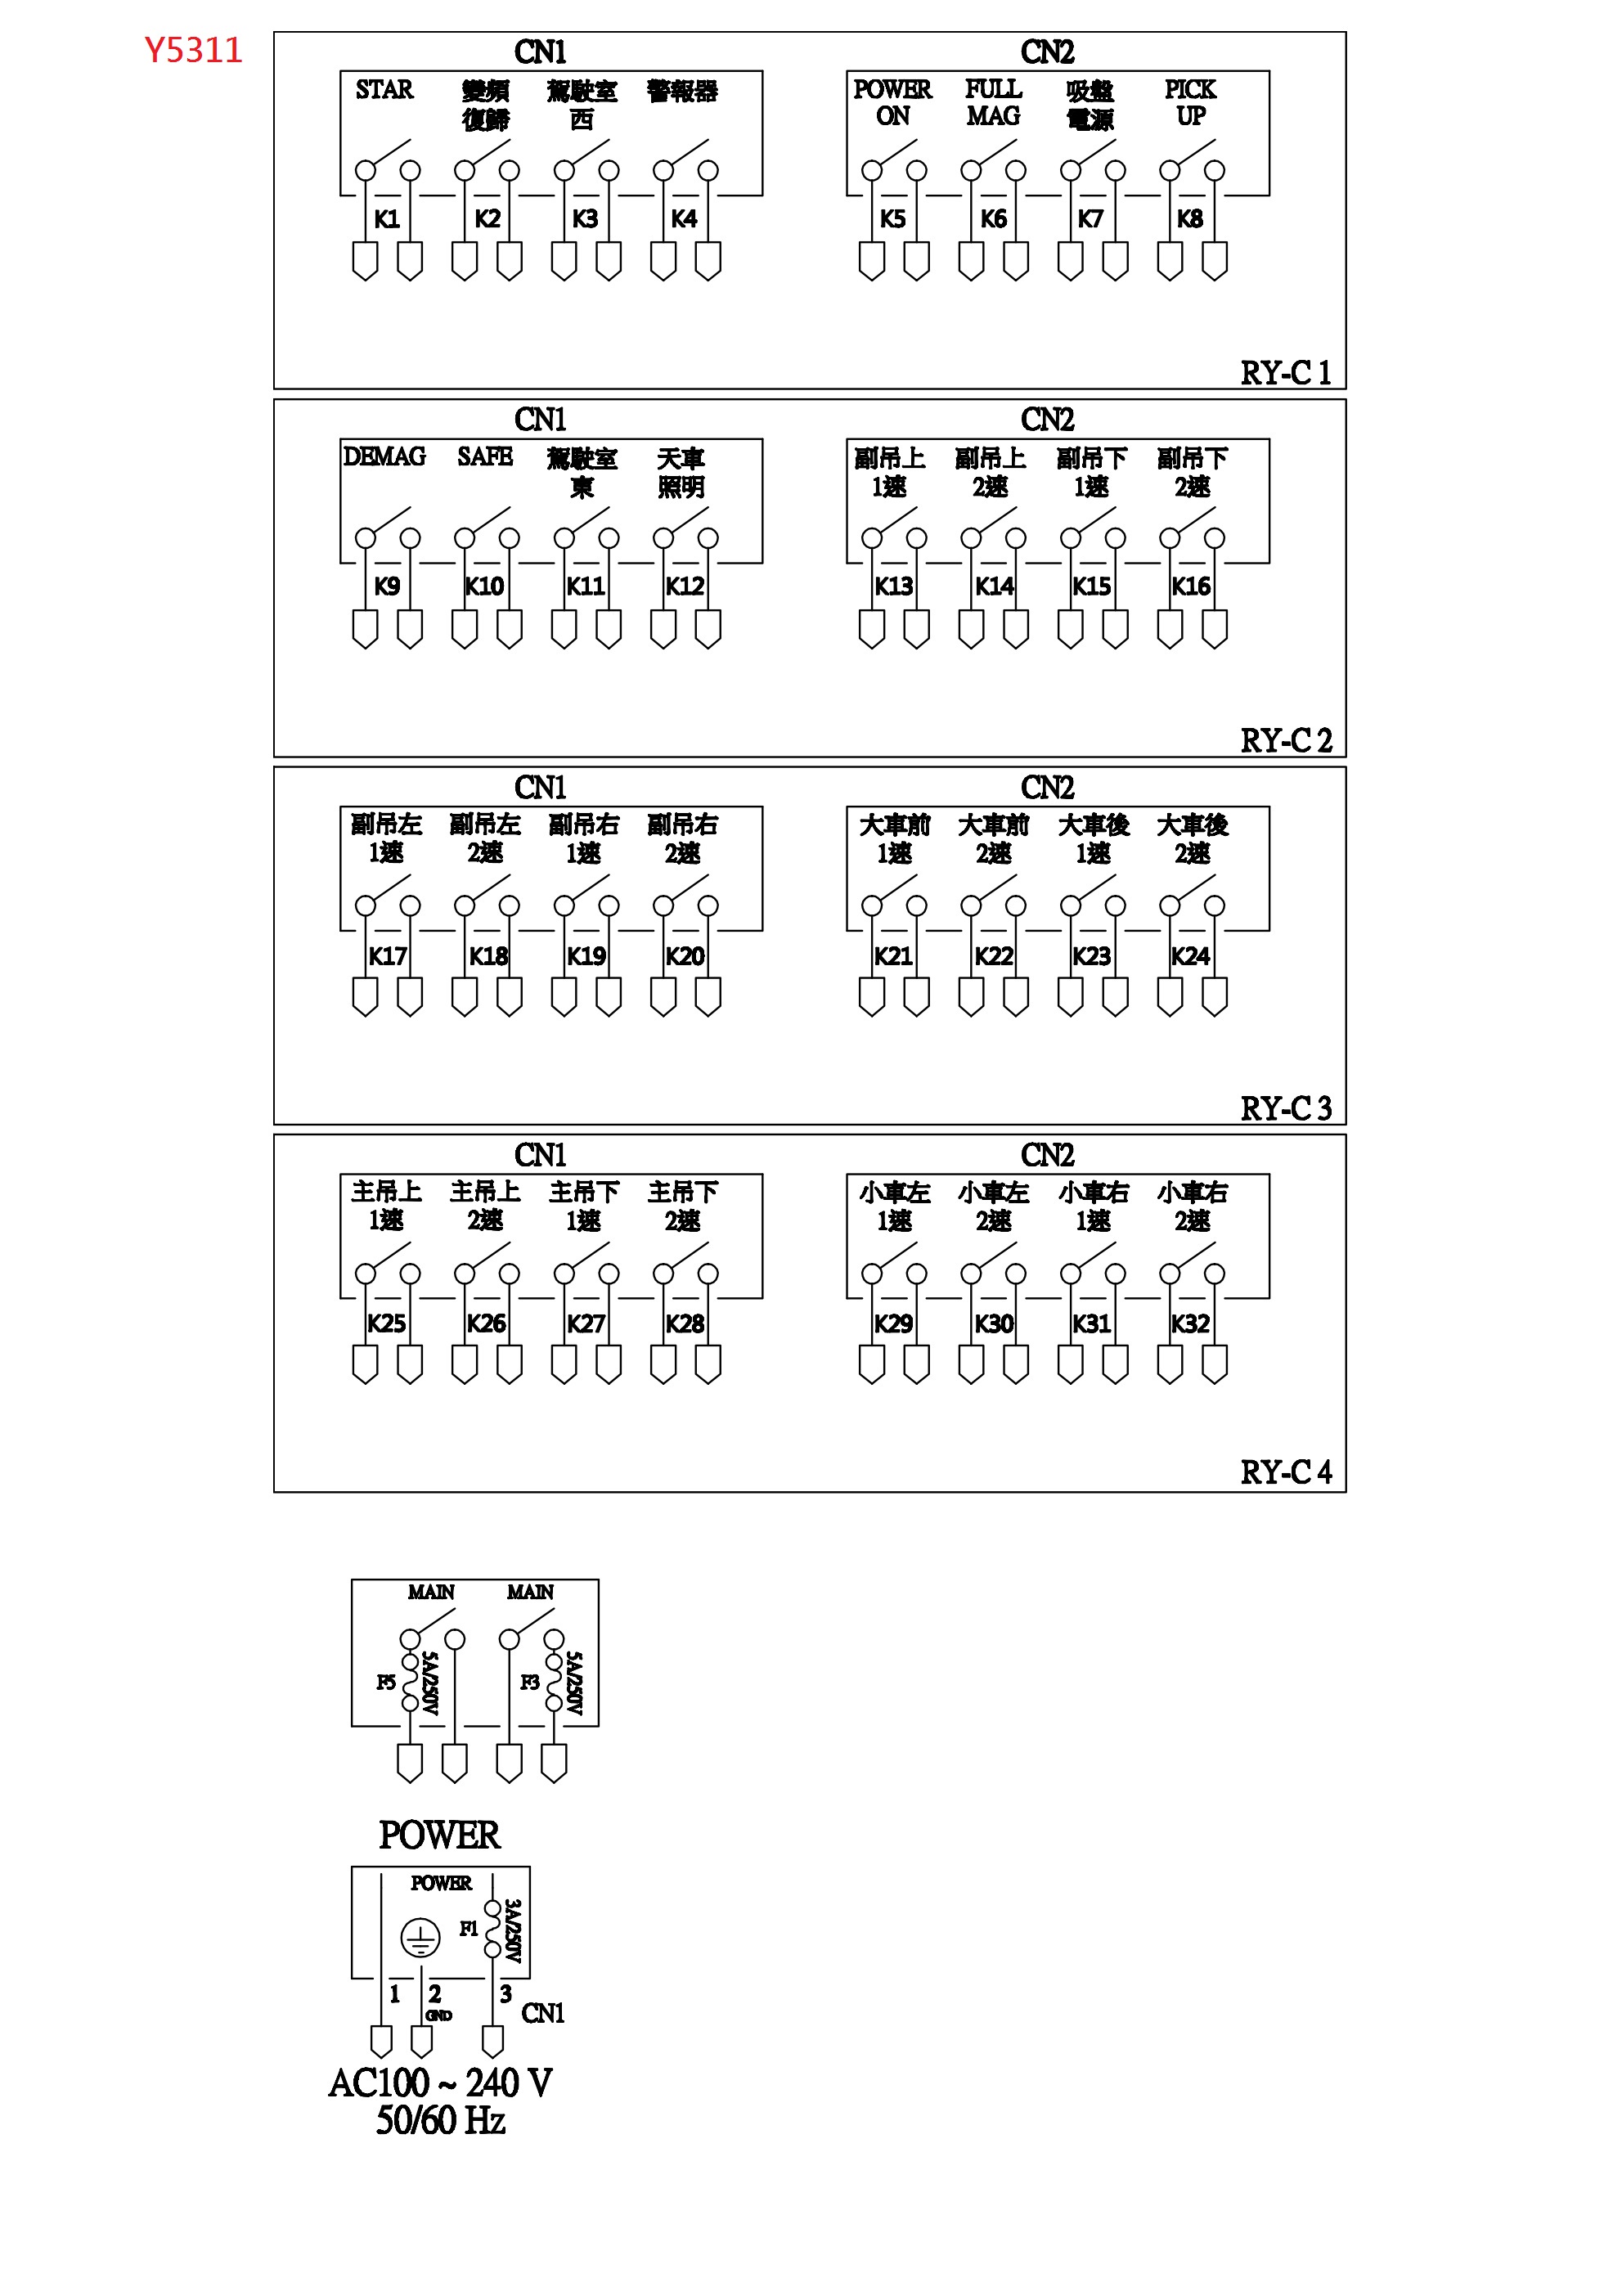 Y5311
CN1 CN2
STAR 變頻 駕駛室 警報器 POWER FULL 吸盤 PICK
復歸 西 ON MAG 電源 UP
K1 K2 K3 K4 K5 K6 K7 K8
RY-C 1
CN1 CN2
DEMAG SAFE 駕駛室 天車 副吊上 副吊上 副吊下 副吊下
東 照明 1速 2速 1速 2速
K9 K10 K11 K12 K13 K14 K15 K16
RY-C 2
CN1 CN2
副吊左 副吊左 副吊右 副吊右 大車前 大車前 大車後 大車後
1速 2速 1速 2速 1速 2速 1速 2速
K17 K18 K19 K20 K21 K22 K23 K24
RY-C 3
CN1 CN2
主吊上 主吊上 主吊下 主吊下 小車左 小車左 小車右 小車右
1速 2速 1速 2速 1速 2速 1速 2速
K25 K26 K27 K28 K29 K30 K31 K32
RY-C 4
MAIN MAIN
F5 5A/250V F3 5A/250V
POWER
POWER
F1 3A/250V
1 2 3
GND CN1
AC100 ~ 240 V
50/60 Hz